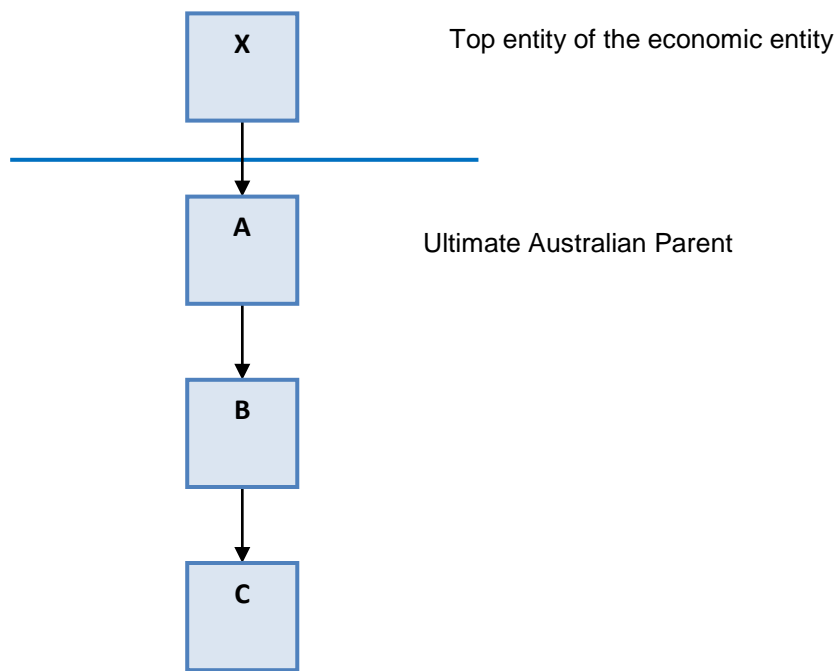 X
Top entity of the economic entity
A
Ultimate Australian Parent
B
C